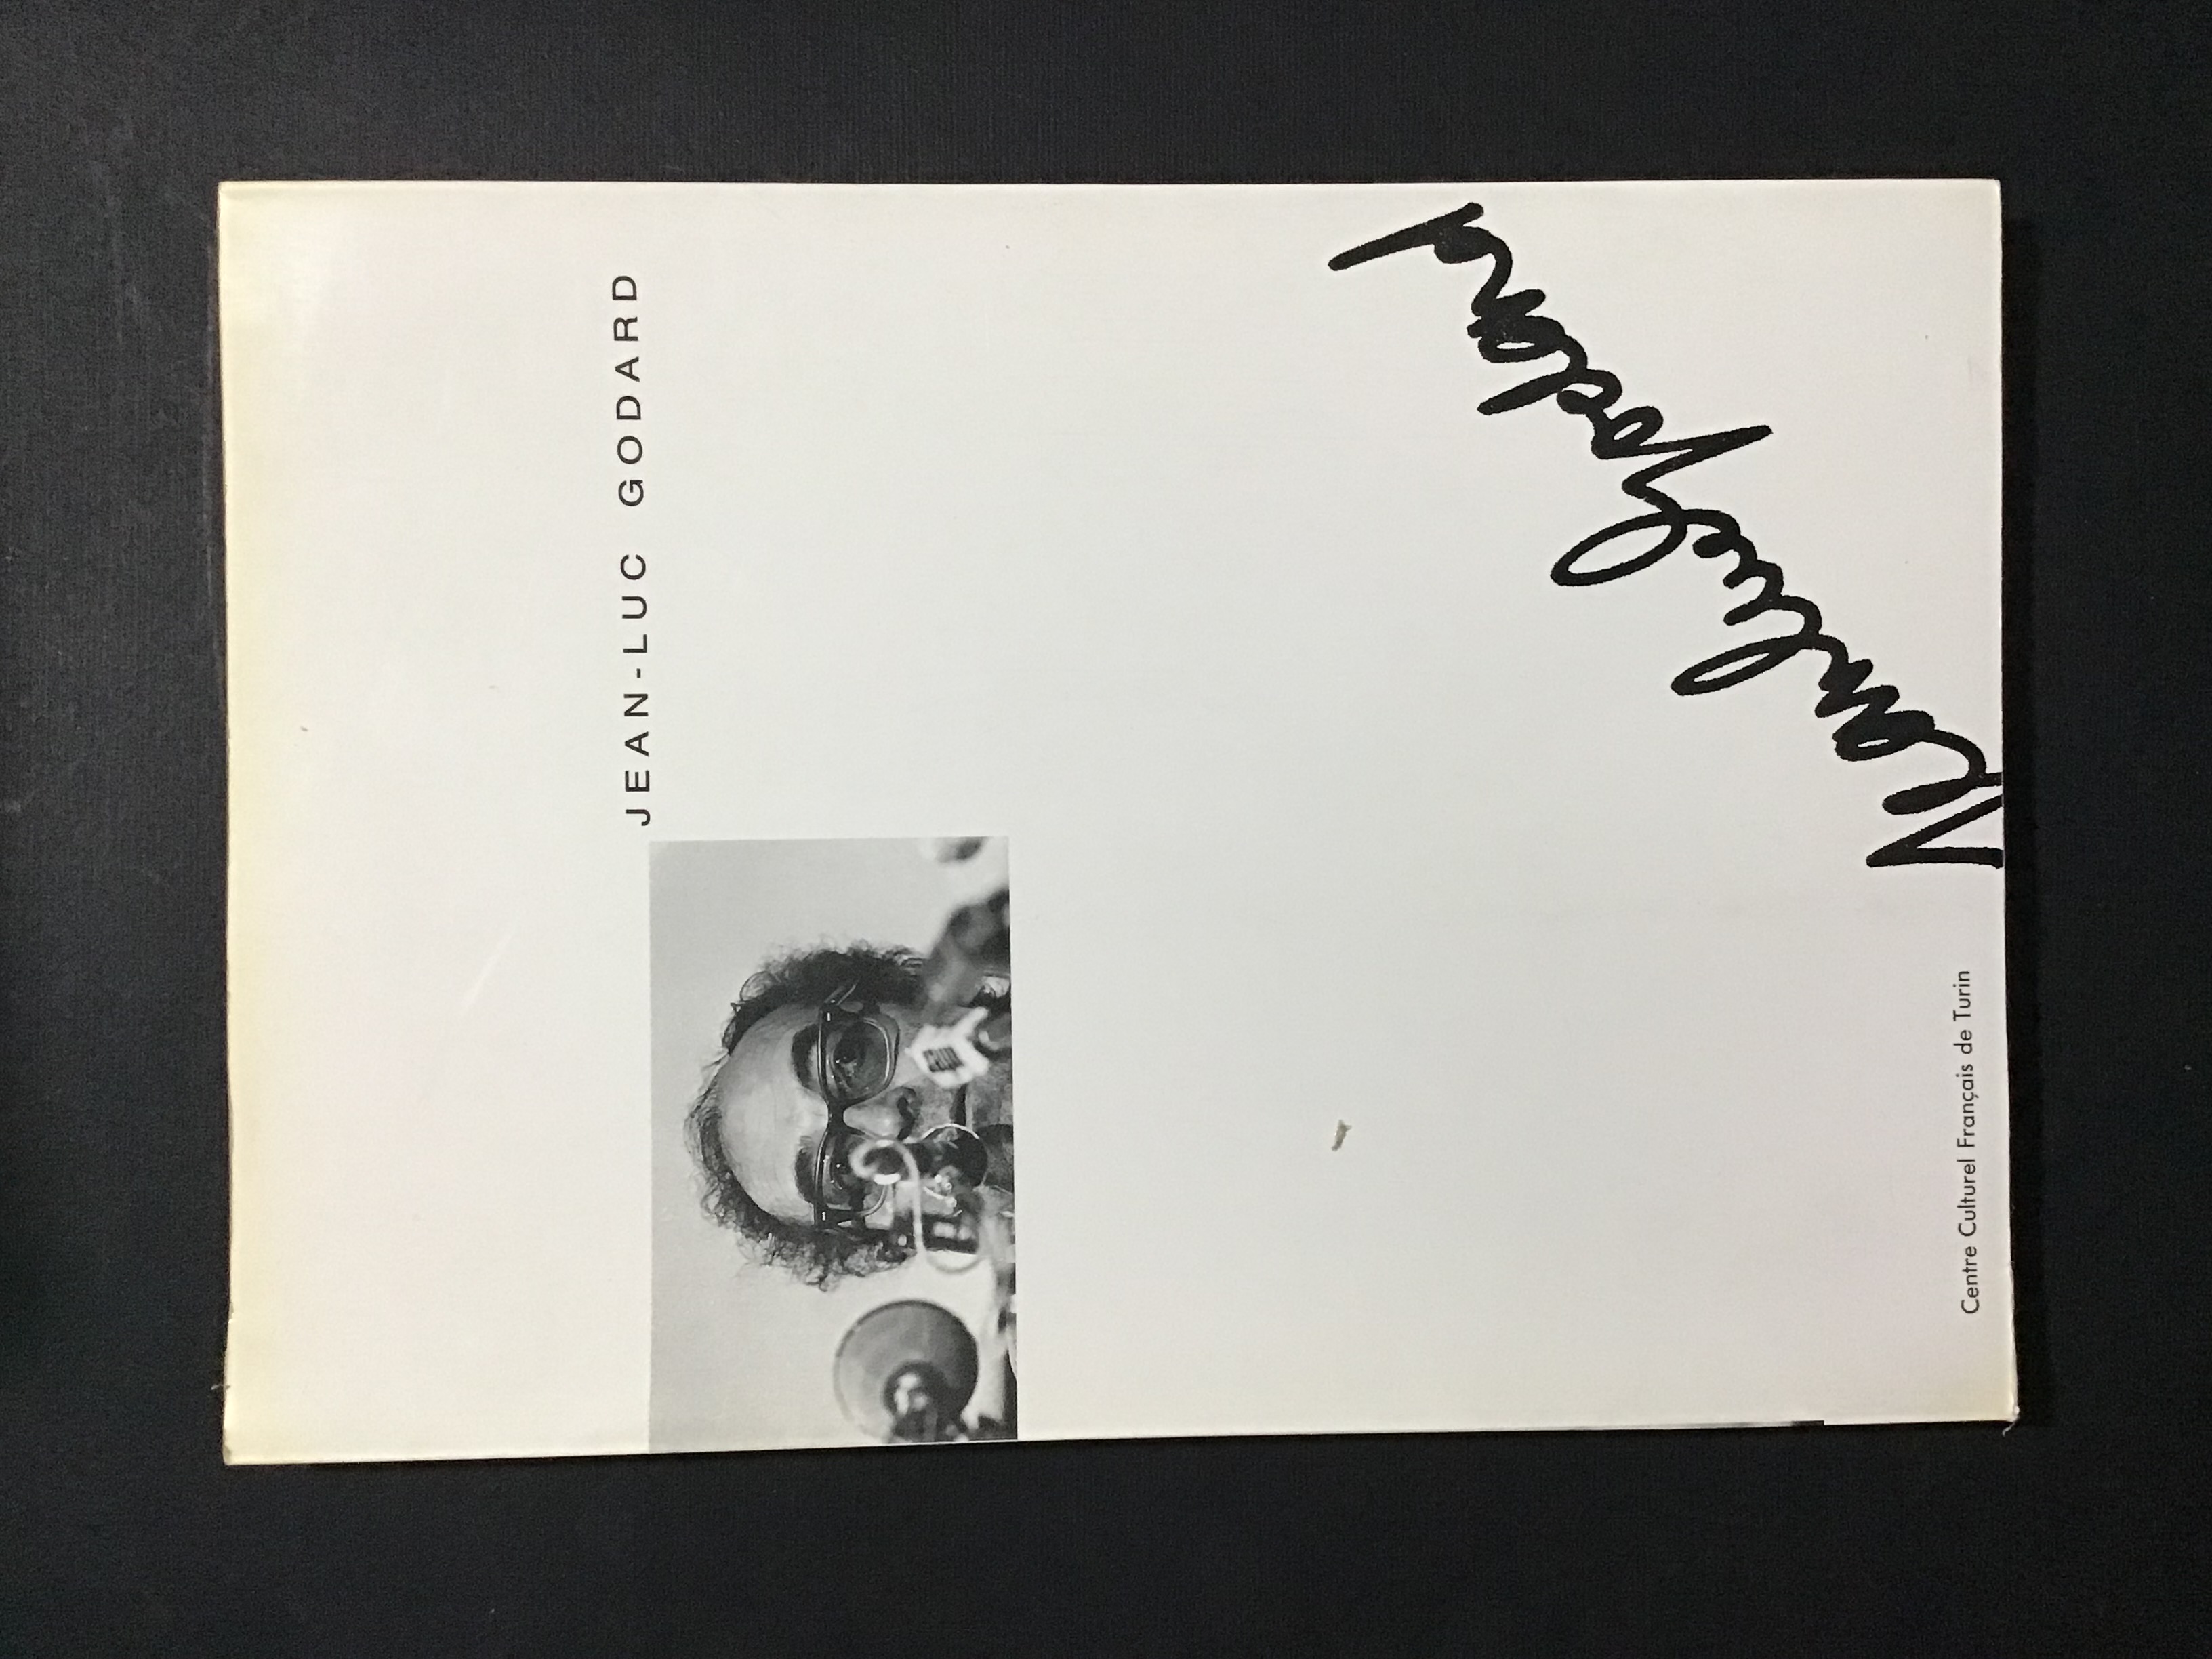 JEAN-LUC GODARD
Centre Culturel Français de Turin